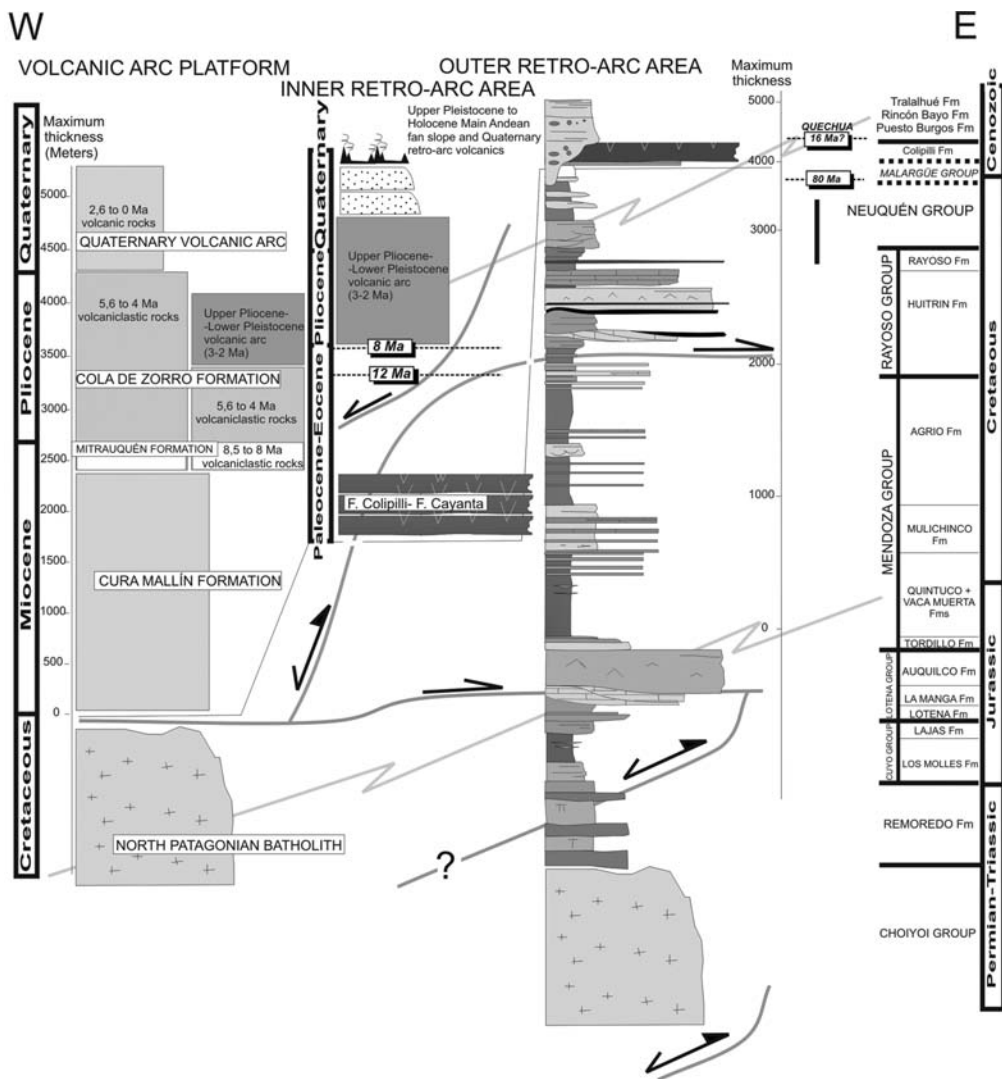 W
E
VOLCANIC ARC PLATFORM
INNER RETRO-ARC AREA
OUTER RETRO-ARC AREA
Maximum
thickness
(Meters)
5000
4500
4000
3500
3000
2500
2000
1500
1000
500
0
Quaternary
Pliocene
Miocene
Cretaceous
2,6 to 0 Ma
volcanic rocks
QUATERNARY VOLCANIC ARC
5,6 to 4 Ma
volcaniclastic rocks
Upper Pliocene-
-Lower Pleistocene
volcanic arc
(3-2 Ma)
COLA DE ZORRO FORMATION
5,6 to 4 Ma
volcaniclastic rocks
MITRAUQUÉN FORMATION
8,5 to 8 Ma
volcaniclastic rocks
CURA MALLÍN FORMATION
NORTH PATAGONIAN BATHOLITH
Quaternary
Pliocene
Paleocene-Eocene
Upper Pleistocene to
Holocene Main Andean
fan slope and Quaternary
retro-arc volcanics
Upper Pliocene-
-Lower Pleistocene
volcanic arc
(3-2 Ma)
8 Ma
12 Ma
F. Colipilli- F. Cayanta
?
Maximum
thickness
5000
4000
3000
2000
1000
0
QUECHUA
16 Ma?
80 Ma
Tralalhué Fm
Rincón Bayo Fm
Puesto Burgos Fm
Colipilli Fm
MALARGÜE GROUP
NEUQUÉN GROUP
RAYOSO GROUP
RAYOSO Fm
HUITRIN Fm
MENDOZA GROUP
AGRIO Fm
MULICHINCO
Fm
QUINTUCO +
VACA MUERTA
Fms
TORDILLO Fm
LOTENA GROUP
AUQUILCO Fm
LA MANGA Fm
LOTENA Fm
CUYO GROUP
LAJAS Fm
LOS MOLLES Fm
REMOREDO Fm
CHOIYOI GROUP
Cenozoic
Cretaceous
Jurassic
Permian-Triassic